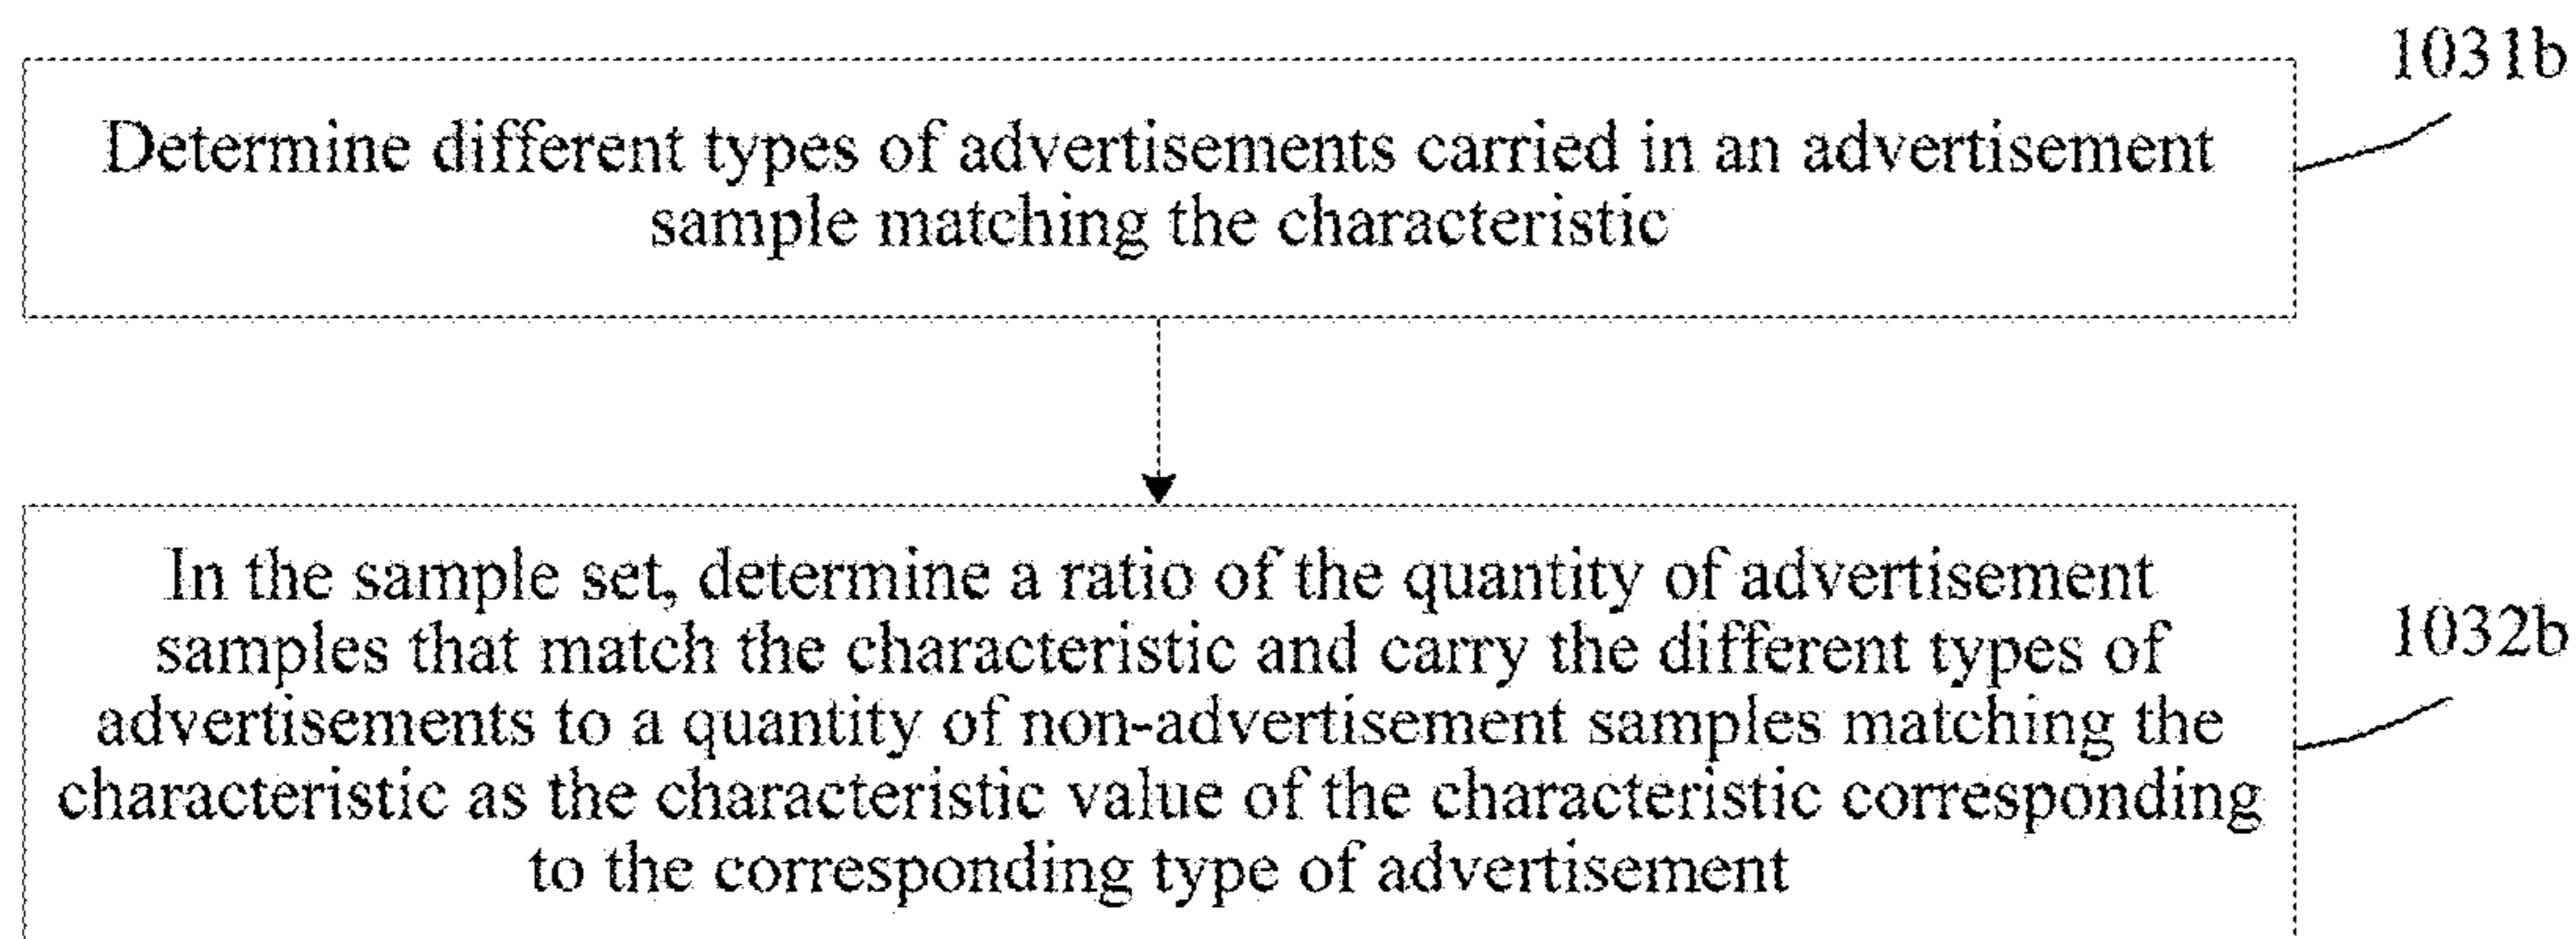 1031b
Determine different types of advertisements carried in an advertisement
sample matching the characteristic
In the sample set, determine a ratio of the quantity of advertisement
samples that match the characteristic and carry the different types of
advertisements to a quantity of non-advertisement samples matching the
characteristic as the characteristic value of the characteristic corresponding
to the corresponding type of advertisement
1032b